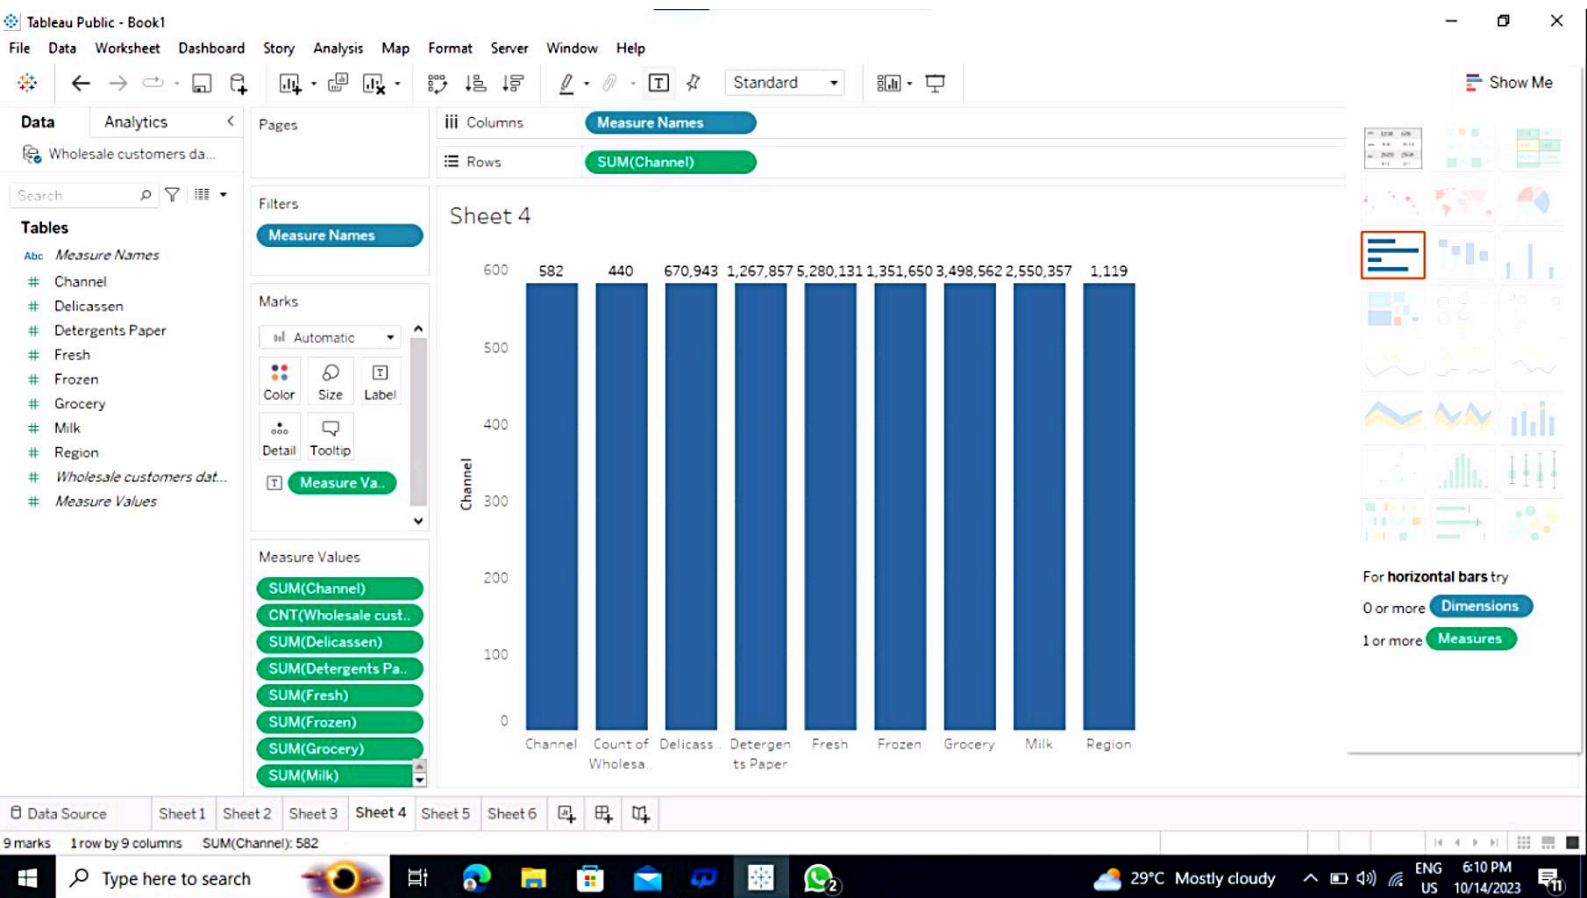 Tableau Public - Book1
File Data Worksheet Dashboard Story Analysis Map Format Server Window Help
Standard
Show Me
Data Analytics
Pages
Columns Measure Names
Wholesale customers da...
Rows SUM(Channel)
Search
Filters
Measure Names
Sheet 4
Tables
Abc Measure Names
# Channel
# Delicassen
# Detergents Paper
# Fresh
# Frozen
# Grocery
# Milk
# Region
# Wholesale customers dat...
# Measure Values
Marks
Automatic
Color Size Label
Detail Tooltip
T Measure Va..
Measure Values
SUM(Channel)
CNT(Wholesale cust..
SUM(Delicassen)
SUM(Detergents Pa..
SUM(Fresh)
SUM(Frozen)
SUM(Grocery)
SUM(Milk)
600 582 440 670,943 1,267,857 5,280,131 1,351,650 3,498,562 2,550,357 1,119
500
400
Channel
300
200
100
0
Channel Count of Wholesa.. Delicass.. Detergen ts Paper Fresh Frozen Grocery Milk Region
For horizontal bars try
0 or more Dimensions
1 or more Measures
Data Source Sheet 1 Sheet 2 Sheet 3 Sheet 4 Sheet 5 Sheet 6
9 marks 1 row by 9 columns SUM(Channel): 582
Type here to search
2
29°C Mostly cloudy
ENG
US
6:10 PM
10/14/2023
11